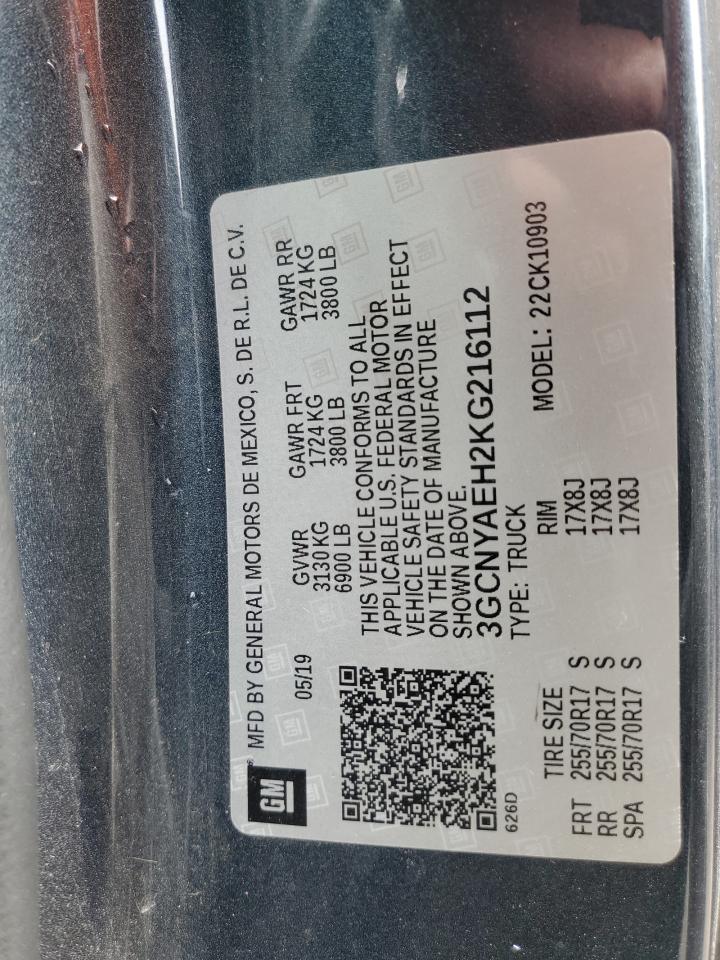 GM
MFD BY GENERAL MOTORS DE MEXICO, S. DE R.L. DE C.V.
05/19
GVWR GAWR FRT GAWR RR
3130 KG 1724 KG 1724 KG
6900 LB 3800 LB 3800 LB
THIS VEHICLE CONFORMS TO ALL
APPLICABLE U.S. FEDERAL MOTOR
VEHICLE SAFETY STANDARDS IN EFFECT
ON THE DATE OF MANUFACTURE
SHOWN ABOVE.
3GCNYAEH2KG216112
626D
TYPE: TRUCK
MODEL: 22CK10903
TIRE SIZE RIM
FRT 255/70R17 S 17X8J
RR 255/70R17 S 17X8J
SPA 255/70R17 S 17X8J